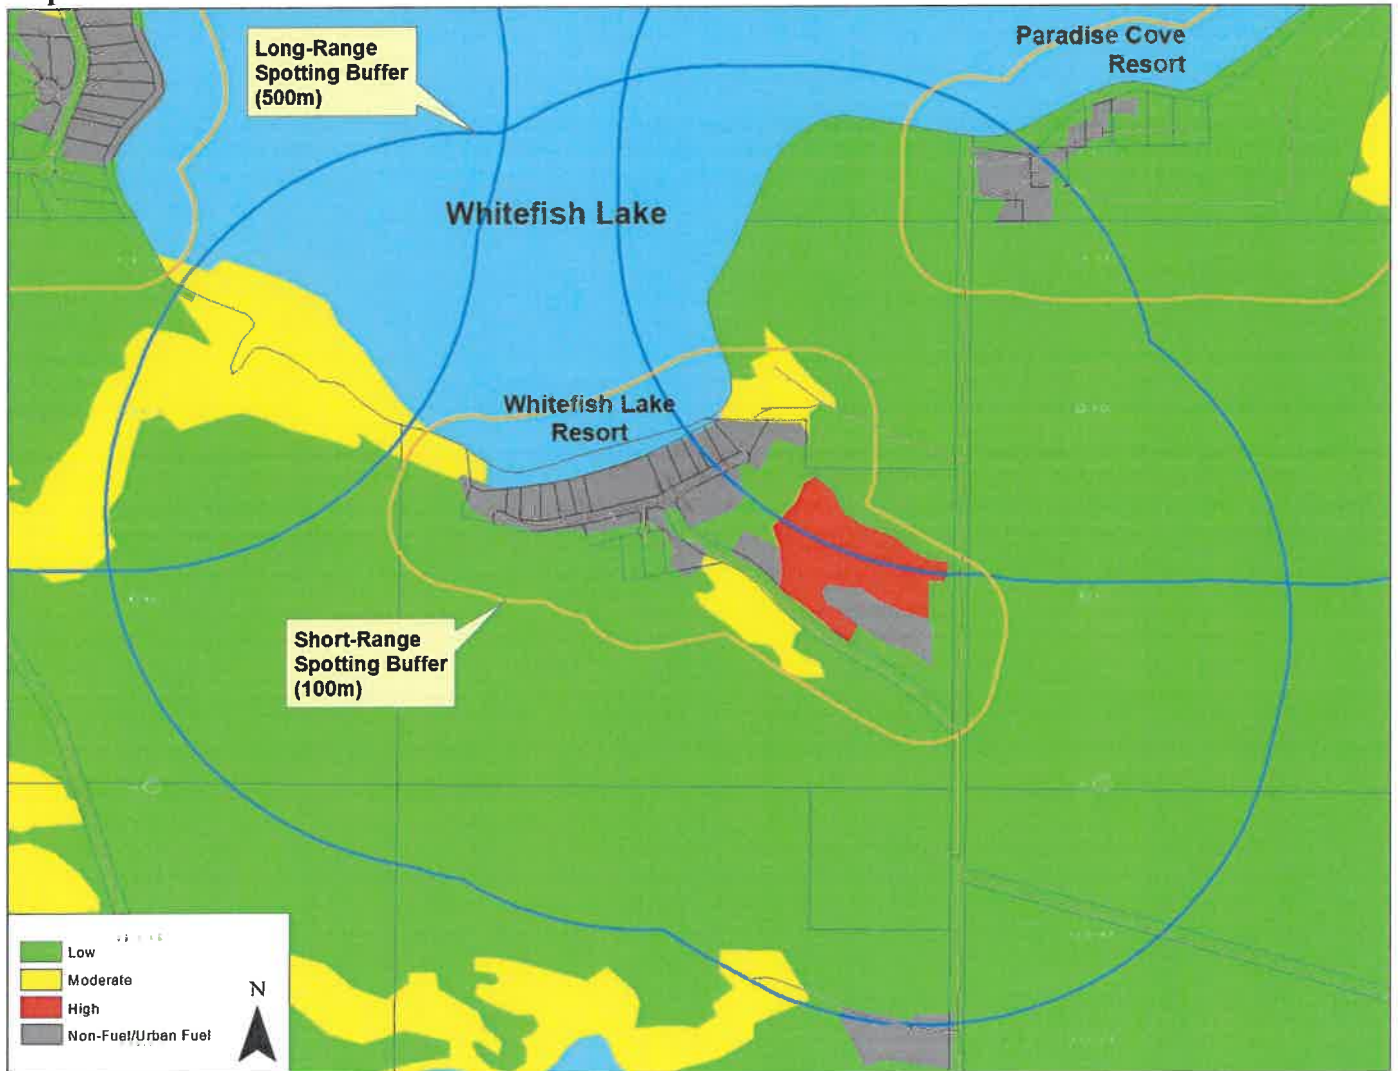 Long-Range
Spotting Buffer
(500m)
Paradise Cove
Resort
Whitefish Lake
Whitefish Lake
Resort
Short-Range
Spotting Buffer
(100m)
Low
Moderate
High
Non-Fuel/Urban Fuel
N